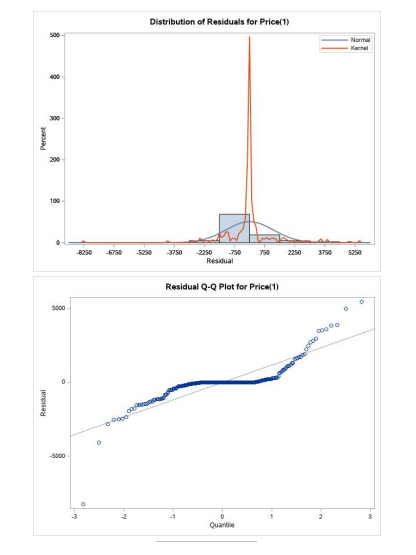 Distribution of Residuals for Price(1)
500
400
300
200
100
0
Percent
Normal
Kernel
-8250 -6750 -5250 -3750 -2250 -750 750 2250 3750 5250
Residual
Residual Q-Q Plot for Price(1)
5000
0
-5000
Residual
-3 -2 -1 0 1 2 3
Quantile